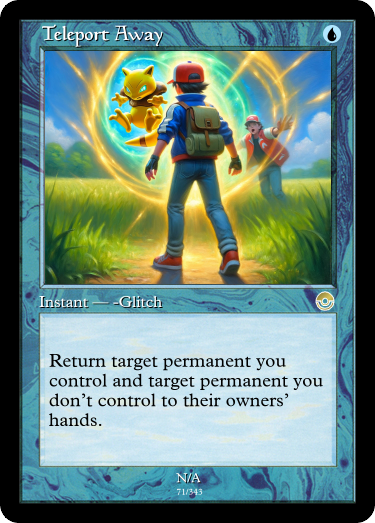 Teleport Away
Instant — -Glitch
Return target permanent you
control and target permanent you
don't control to their owners'
hands.
N/A
71/343